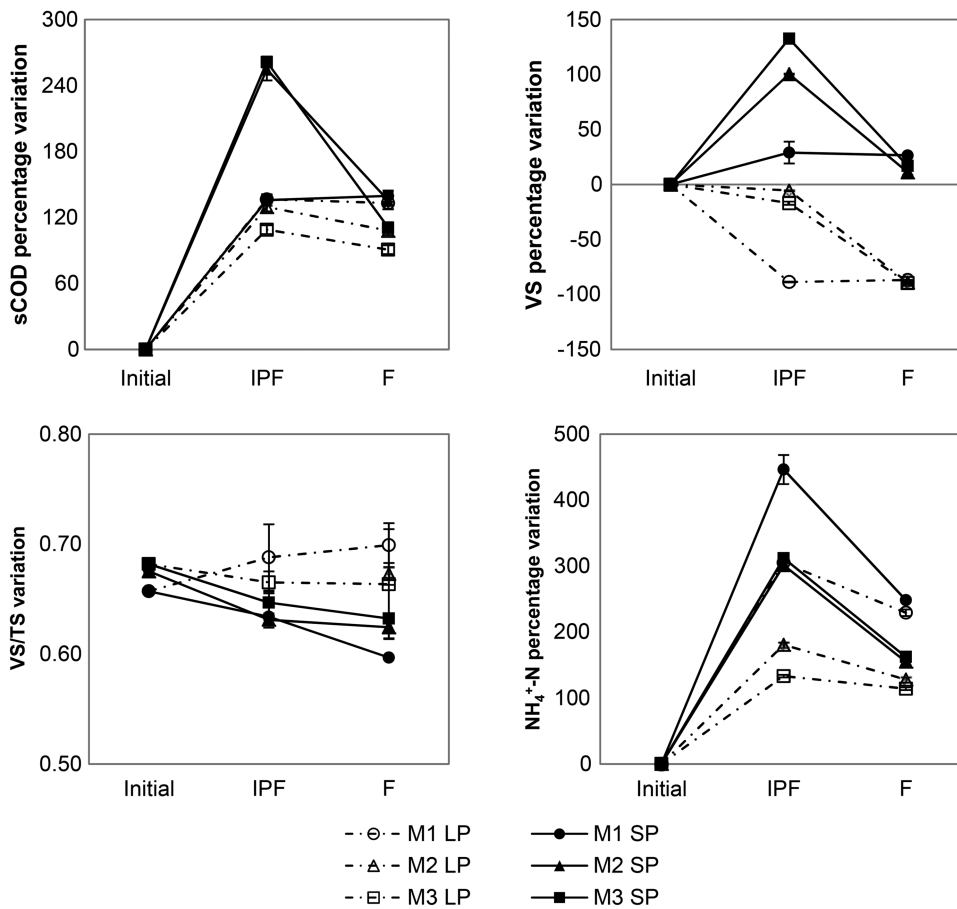 sCOD percentage variation
300
240
180
120
60
0
Initial IPF F
VS percentage variation
150
100
50
0
-50
-100
-150
Initial IPF F
VS/TS
0.80
0.70
0.60
0.50
Initial IPF F
NH₄⁺-N percentage variation
500
400
300
200
100
0
Initial IPF F
M1 LP M1 SP
M2 LP M2 SP
M3 LP M3 SP